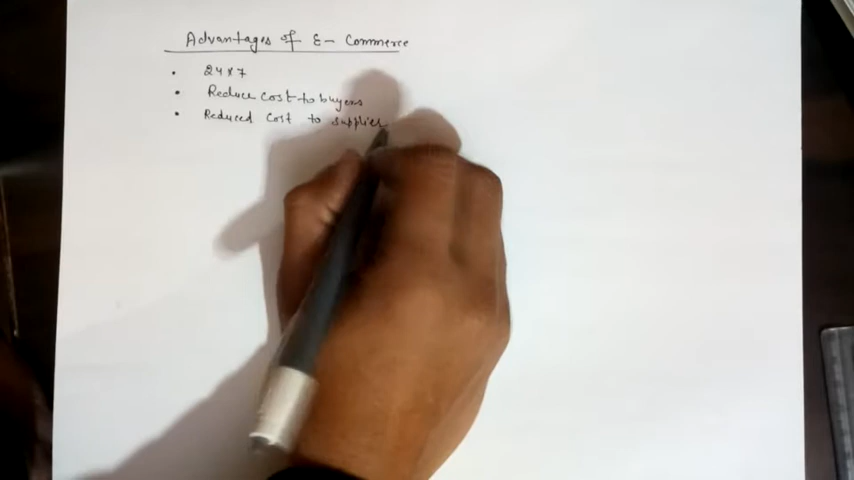 Advantages of E- Commerce
• 24x7
• Reduce cost to buyers
• Reduced cost to supplier